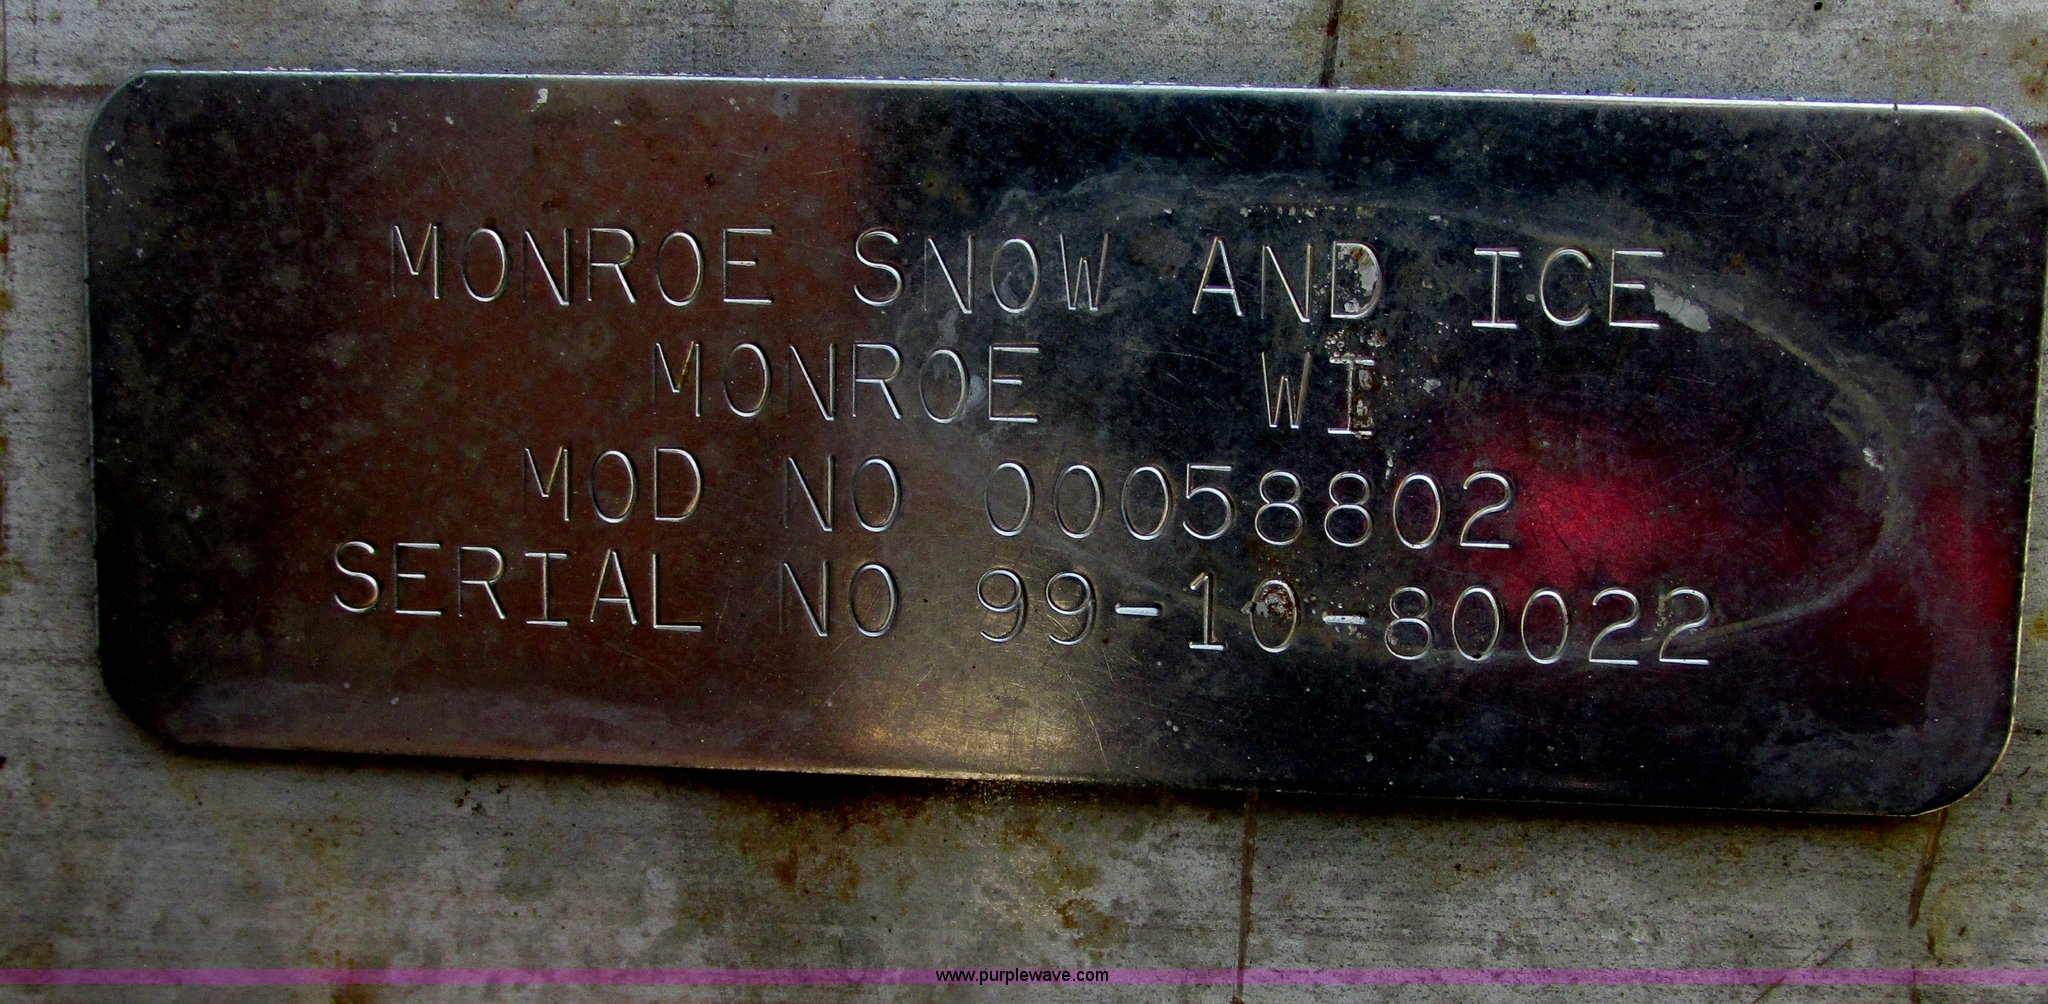 MONROE SNOW AND ICE
MONROE WI
MOD NO 00058802
SERIAL NO 99-10-80022
www.purplewave.com